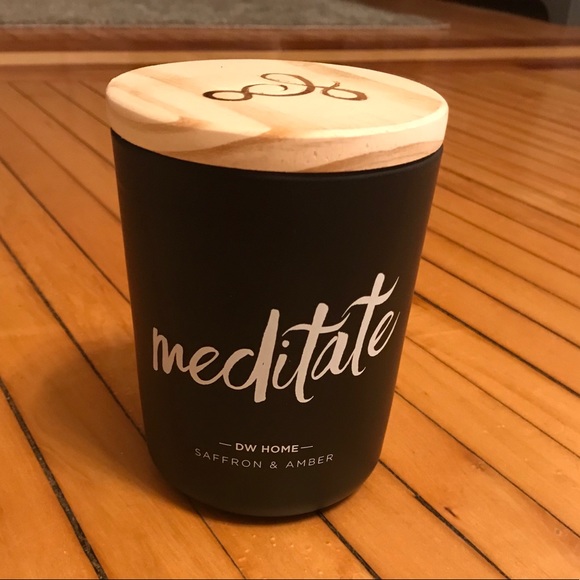 meditate
— DW HOME —
SAFFRON & AMBER